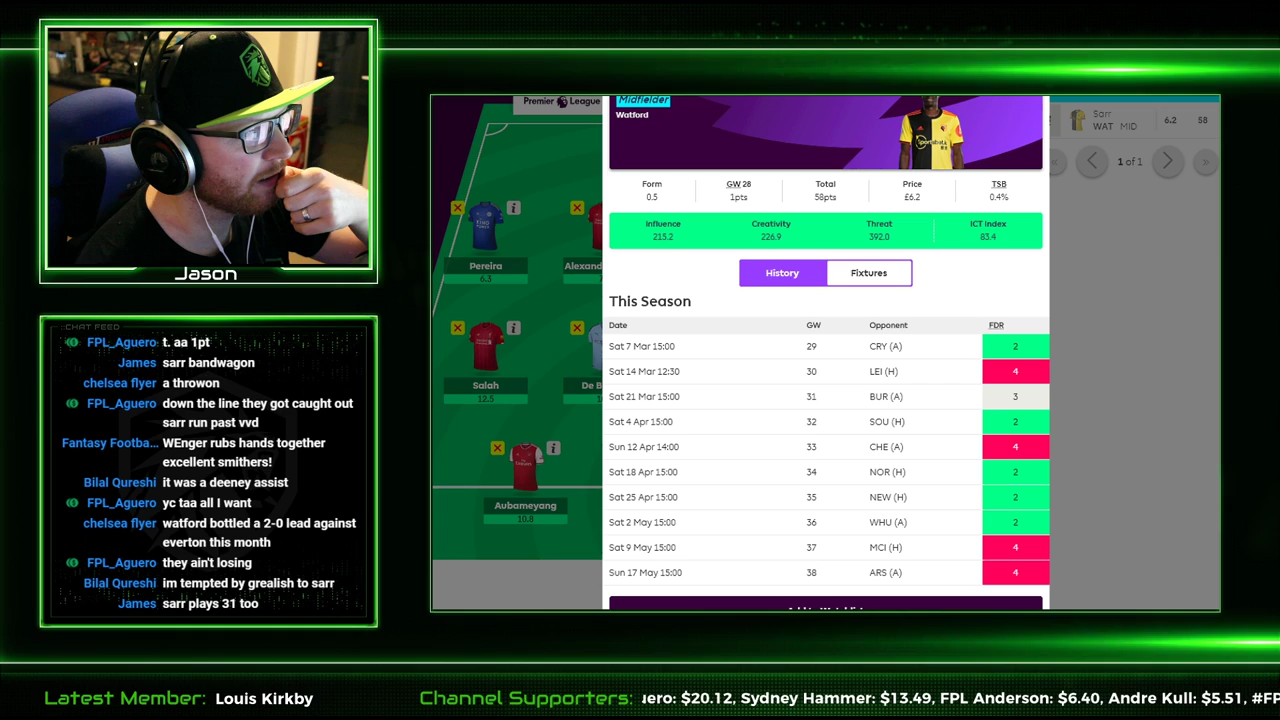 Jason
CHAT FEED
FPL_Aguero t. aa 1pt
James sarr bandwagon
chelsea flyer a throwon
FPL_Aguero down the line they got caught out
sarr run past vvd
Fantasy Footba... WEnger rubs hands together
excellent smithers!
Bilal Qureshi it was a deeney assist
FPL_Aguero yc taa all I want
chelsea flyer watford bottled a 2-0 lead against
everton this month
FPL_Aguero they ain't losing
Bilal Qureshi im tempted by grealish to sarr
James sarr plays 31 too
Premier League
Pereira
6.3
Alexand
Salah
12.5
De B
Aubameyang
10.8
Midfielder
Watford
Form GW 28 Total Price TSB
0.5 1pts 58pts £6.2 0.4%
Influence Creativity Threat ICT Index
215.2 226.9 392.0 83.4
History Fixtures
This Season
Date GW Opponent FDR
Sat 7 Mar 15:00 29 CRY (A) 2
Sat 14 Mar 12:30 30 LEI (H) 4
Sat 21 Mar 15:00 31 BUR (A) 3
Sat 4 Apr 15:00 32 SOU (H) 2
Sun 12 Apr 14:00 33 CHE (A) 4
Sat 18 Apr 15:00 34 NOR (H) 2
Sat 25 Apr 15:00 35 NEW (H) 2
Sat 2 May 15:00 36 WHU (A) 2
Sat 9 May 15:00 37 MCI (H) 4
Sun 17 May 15:00 38 ARS (A) 4
Sarr
WAT MID 6.2 58
1 of 1
Latest Member: Louis Kirkby
Channel Supporters: uero: $20.12, Sydney Hammer: $13.49, FPL Anderson: $6.40, Andre Kull: $5.51, #FP